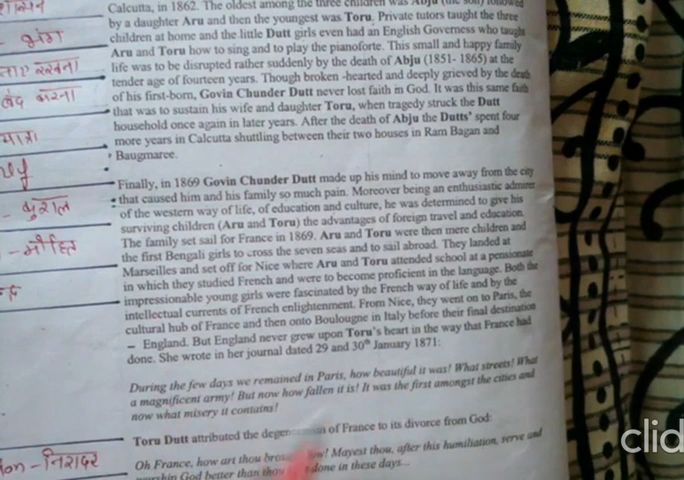 Calcutta, in 1862. The oldest among the three children was Abju (the son) followed
by a daughter Aru and then the youngest was Toru. Private tutors taught the three
children at home and the little Dutt girls even had an English Governess who taught
Aru and Toru how to sing and to play the pianoforte. This small and happy family
life was to be disrupted rather suddenly by the death of Abju (1851- 1865) at the
tender age of fourteen years. Though broken -hearted and deeply grieved by the death
of his first-born, Govin Chunder Dutt never lost faith in God. It was this same faith
that was to sustain his wife and daughter Toru, when tragedy struck the Dutt
household once again in later years. After the death of Abju the Dutts' spent four
more years in Calcutta shuttling between their two houses in Ram Bagan and
Baugmaree.
Finally, in 1869 Govin Chunder Dutt made up his mind to move away from the city
that caused him and his family so much pain. Moreover being an enthusiastic admirer
of the western way of life, of education and culture, he was determined to give his
surviving children (Aru and Toru) the advantages of foreign travel and education.
The family set sail for France in 1869. Aru and Toru were then mere children and
the first Bengali girls to cross the seven seas and to sail abroad. They landed at
Marseilles and set off for Nice where Aru and Toru attended school at a pensionate
in which they studied French and were to become proficient in the language. Both the
impressionable young girls were fascinated by the French way of life and by the
intellectual currents of French enlightenment. From Nice, they went on to Paris, the
cultural hub of France and then onto Boulougne in Italy before their final destination
– England. But England never grew upon Toru's heart in the way that France had
done. She wrote in her journal dated 29 and 30th January 1871:
During the few days we remained in Paris, how beautiful it was! What streets! What
a magnificent army! But now how fallen it is! It was the first amongst the cities and
now what misery it contains!
Toru Dutt attributed the of France to its divorce from God:
Oh France, how art thou Mayest thou, after this humiliation, serve and
worship God better than thou done in these days...
रखना
करना
यात्रा
- कुशल
- मोहित
- निरादर
clid